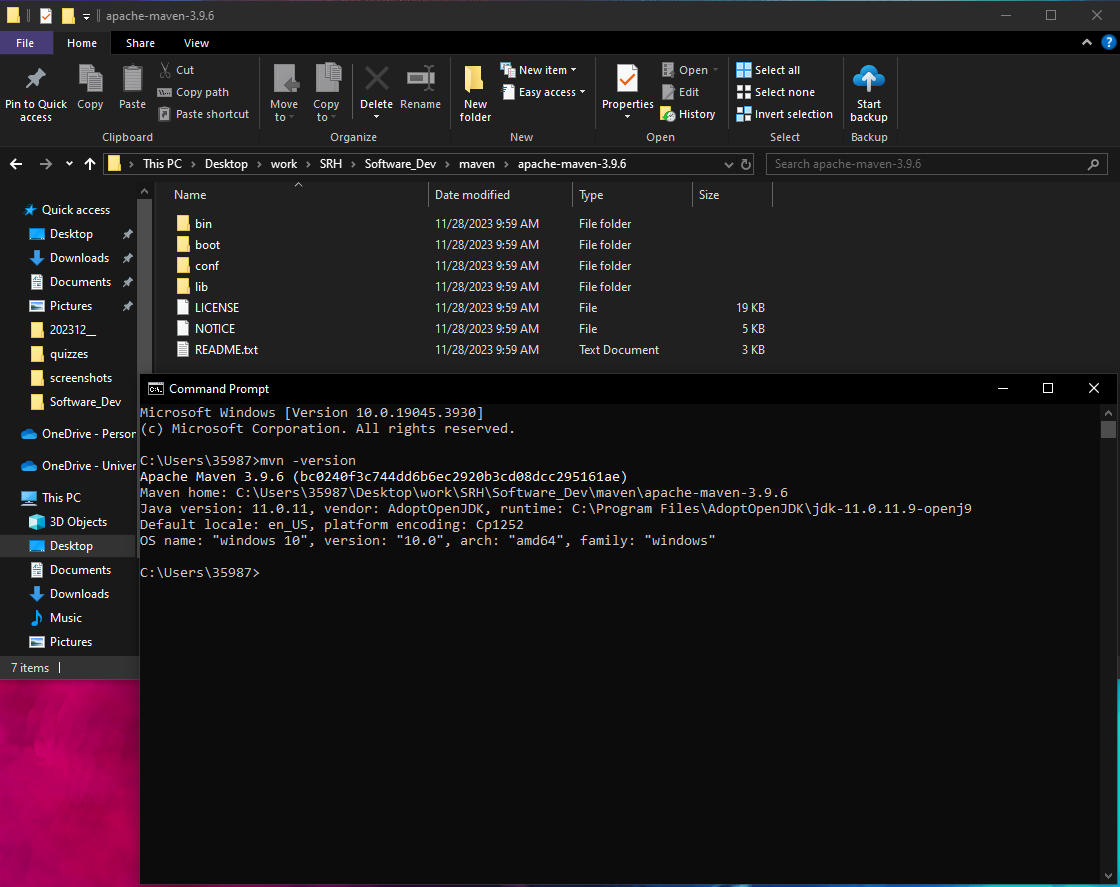 apache-maven-3.9.6
File Home Share View
Pin to Quick access
Copy
Paste
Cut
Copy path
Paste shortcut
Clipboard
Move to
Copy to
Delete
Rename
Organize
New folder
New item
Easy access
New
Properties
Open
Edit
History
Open
Select all
Select none
Invert selection
Select
Start backup
Backup
This PC > Desktop > work > SRH > Software_Dev > maven > apache-maven-3.9.6
Search apache-maven-3.9.6
Quick access
Desktop
Downloads
Documents
Pictures
202312__
quizzes
screenshots
Software_Dev
OneDrive - Person
OneDrive - Univer
This PC
3D Objects
Desktop
Documents
Downloads
Music
Pictures
7 items
Name Date modified Type Size
bin 11/28/2023 9:59 AM File folder
boot 11/28/2023 9:59 AM File folder
conf 11/28/2023 9:59 AM File folder
lib 11/28/2023 9:59 AM File folder
LICENSE 11/28/2023 9:59 AM File 19 KB
NOTICE 11/28/2023 9:59 AM File 5 KB
README.txt 11/28/2023 9:59 AM Text Document 3 KB
Command Prompt
Microsoft Windows [Version 10.0.19045.3930]
(c) Microsoft Corporation. All rights reserved.
C:\Users\35987>mvn -version
Apache Maven 3.9.6 (bc0240f3c744dd6b6ec2920b3cd08dcc295161ae)
Maven home: C:\Users\35987\Desktop\work\SRH\Software_Dev\maven\apache-maven-3.9.6
Java version: 11.0.11, vendor: AdoptOpenJDK, runtime: C:\Program Files\AdoptOpenJDK\jdk-11.0.11.9-openj9
Default locale: en_US, platform encoding: Cp1252
OS name: "windows 10", version: "10.0", arch: "amd64", family: "windows"
C:\Users\35987>